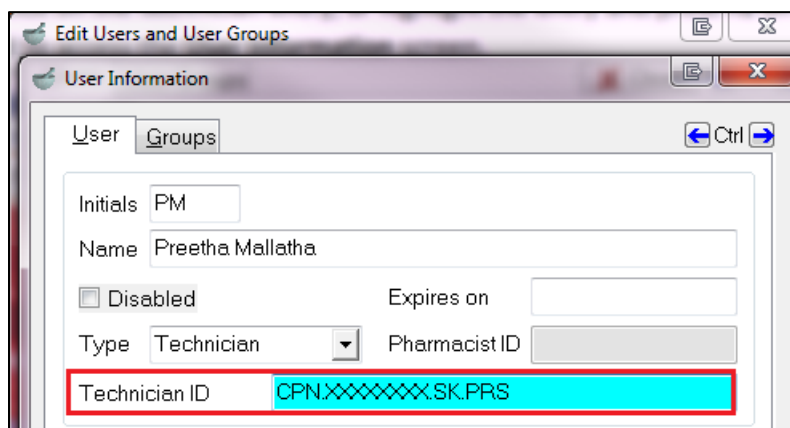 Edit Users and User Groups
User Information
User Groups Ctrl
Initials PM
Name Preetha Mallatha
Disabled Expires on
Type Technician Pharmacist ID
Technician ID CPN.XXXXXXXX.SK.PRS